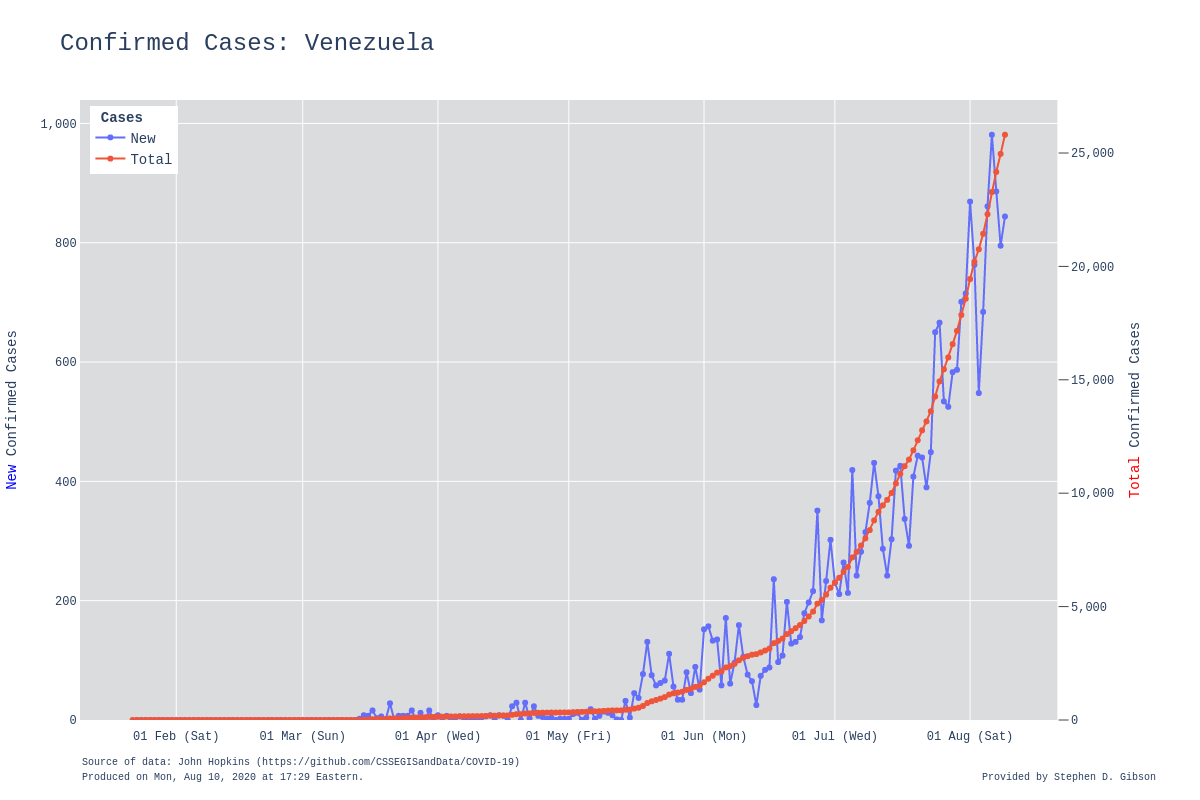 Confirmed Cases: Venezuela
Cases
New
Total
1,000
800
600
400
200
0
New Confirmed Cases
25,000
20,000
15,000
10,000
5,000
0
Total Confirmed Cases
01 Feb (Sat)
01 Mar (Sun)
01 Apr (Wed)
01 May (Fri)
01 Jun (Mon)
01 Jul (Wed)
01 Aug (Sat)
Source of data: John Hopkins (https://github.com/CSSEGISandData/COVID-19)
Produced on Mon, Aug 10, 2020 at 17:29 Eastern.
Provided by Stephen D. Gibson